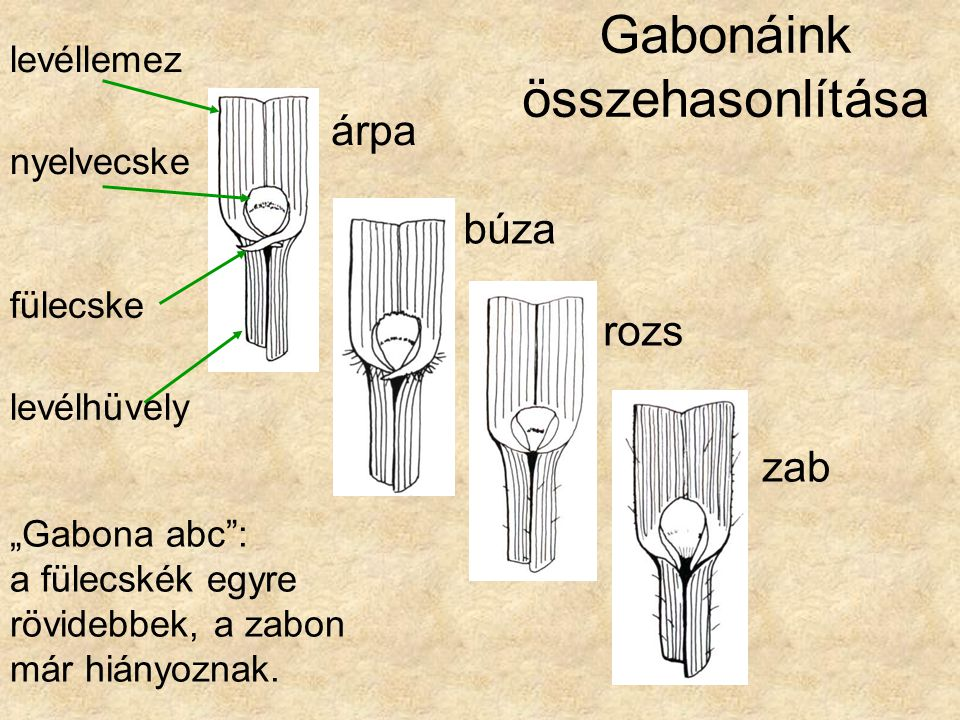 Gabonáink
összehasonlítása
levéllemez
árpa
nyelvecske
búza
fülecske
rozs
levélhüvely
zab
„Gabona abc”:
a fülecskék egyre
rövidebbek, a zabon
már hiányoznak.